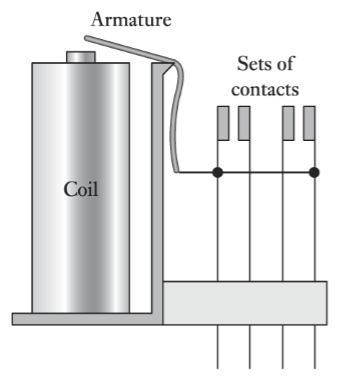 Armature
Sets of
contacts
Coil